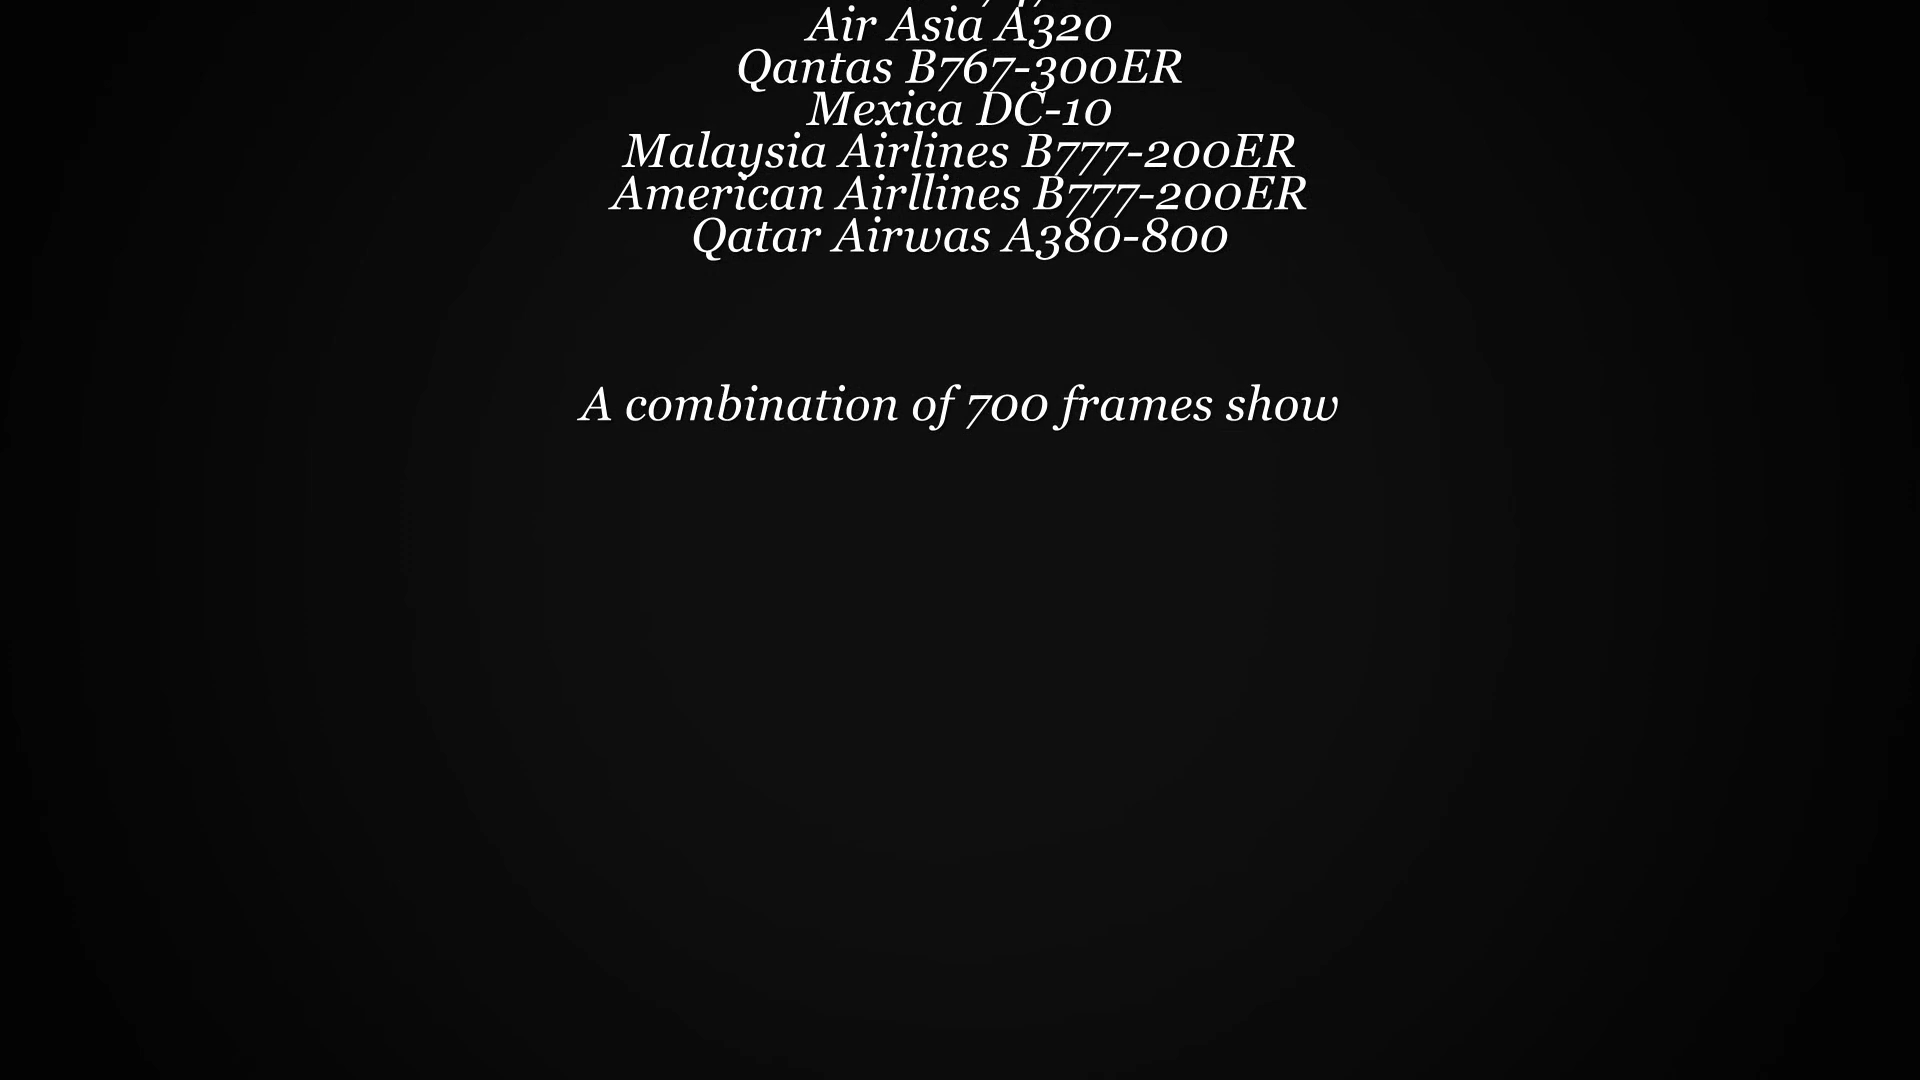 Air Asia A320
Qantas B767-300ER
Mexica DC-10
Malaysia Airlines B777-200ER
American Airllines B777-200ER
Qatar Airwas A380-800
A combination of 700 frames show